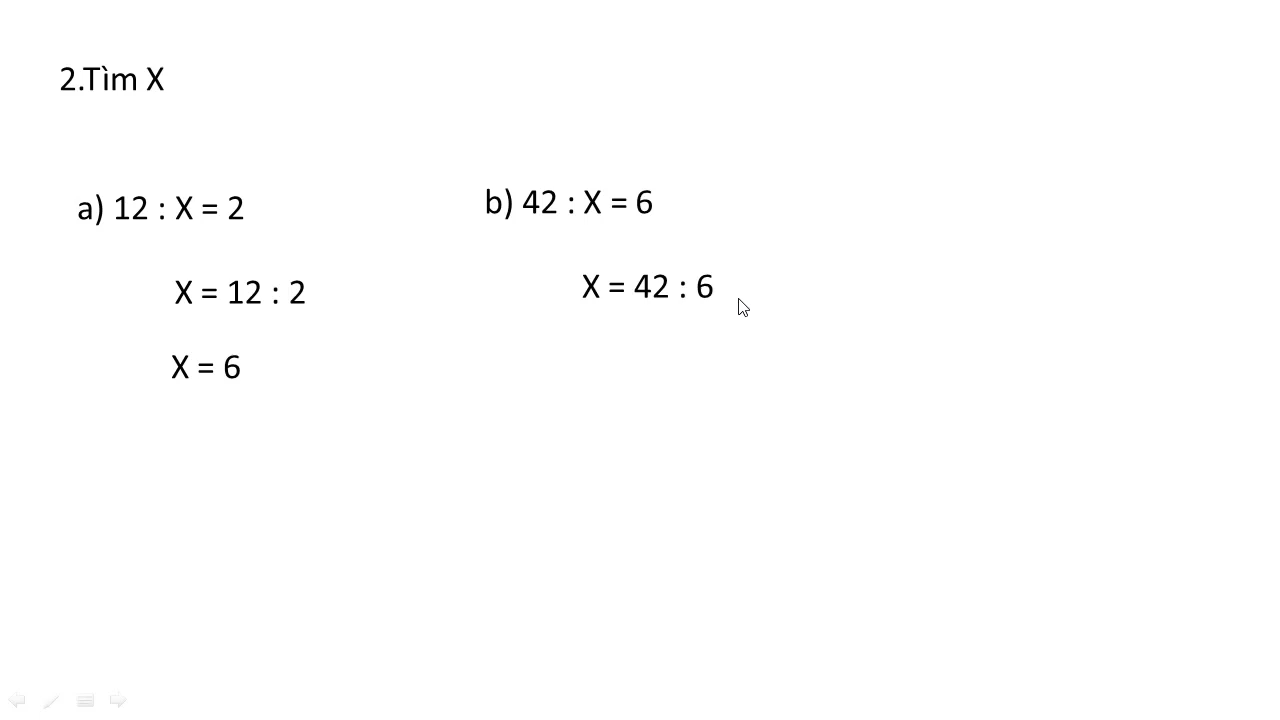 2.Tìm X
a) 12 : X = 2
X = 12 : 2
X = 6
b) 42 : X = 6
X = 42 : 6